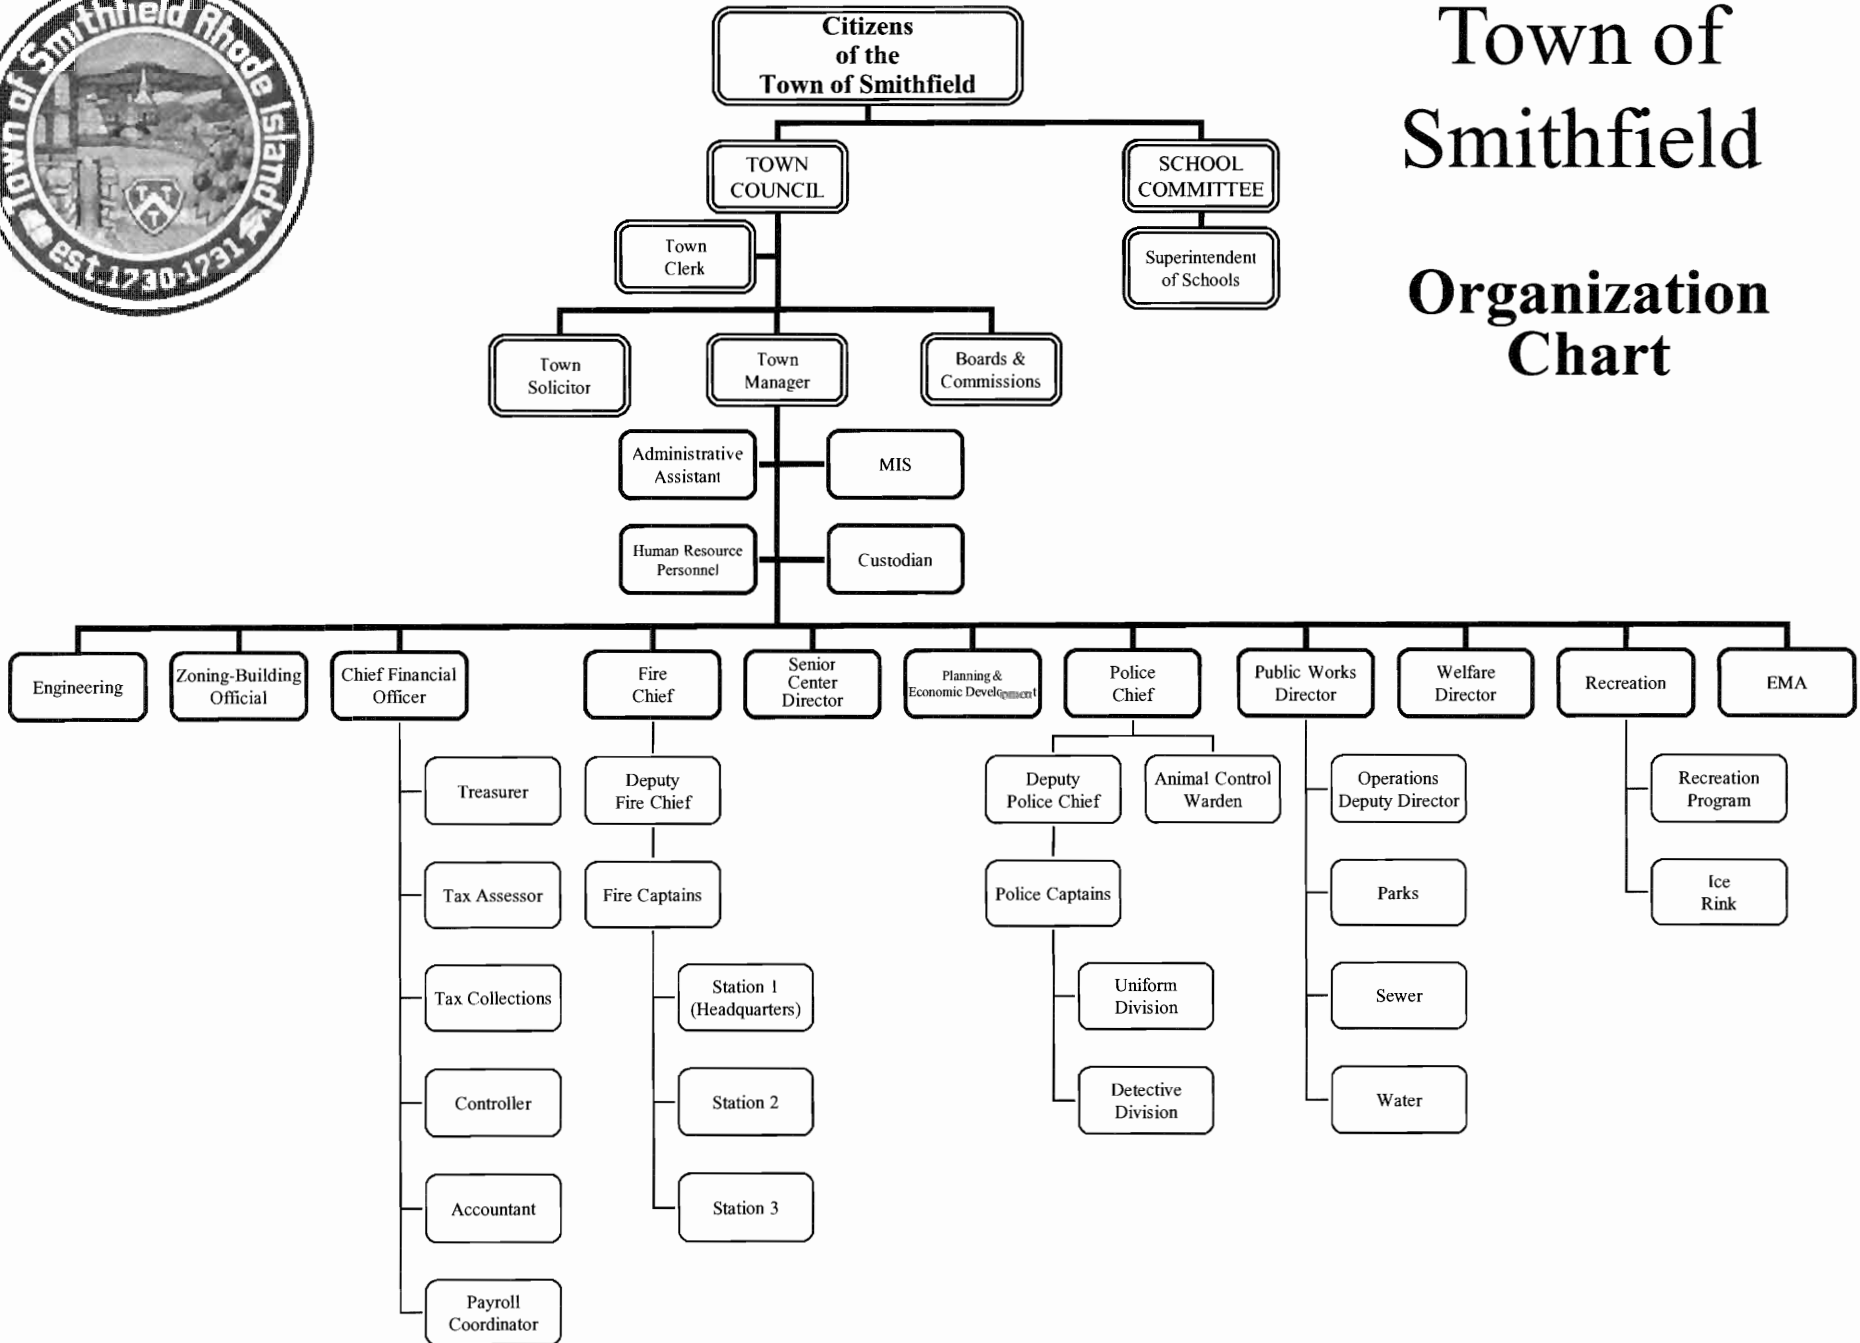 Town of Smithfield Rhode Island
est. 1730-1731
Town of
Smithfield
Organization
Chart
Citizens
of the
Town of Smithfield
TOWN
COUNCIL
SCHOOL
COMMITTEE
Town
Clerk
Superintendent
of Schools
Town
Solicitor
Town
Manager
Boards &
Commissions
Administrative
Assistant
MIS
Human Resource
Personnel
Custodian
Engineering
Zoning-Building
Official
Chief Financial
Officer
Fire
Chief
Senior
Center
Director
Planning &
Economic Development
Police
Chief
Public Works
Director
Welfare
Director
Recreation
EMA
Treasurer
Tax Assessor
Tax Collections
Controller
Accountant
Payroll
Coordinator
Deputy
Fire Chief
Fire Captains
Station 1
(Headquarters)
Station 2
Station 3
Deputy
Police Chief
Animal Control
Warden
Police Captains
Uniform
Division
Detective
Division
Operations
Deputy Director
Parks
Sewer
Water
Recreation
Program
Ice
Rink